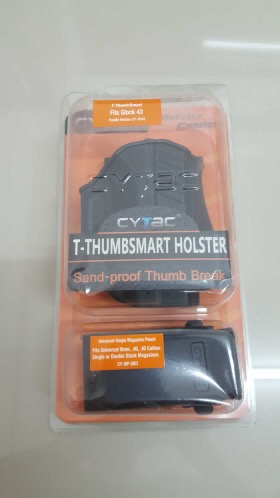 T-ThumbSmart
Fits Glock 43
CYTAC
CYTAC
T-THUMBSMART HOLSTER
Sand-proof Thumb Break
Universal Single Magazine Pouch
Fits Universal 9mm, .40, .45 Caliber
Single or Double Stack Magazines